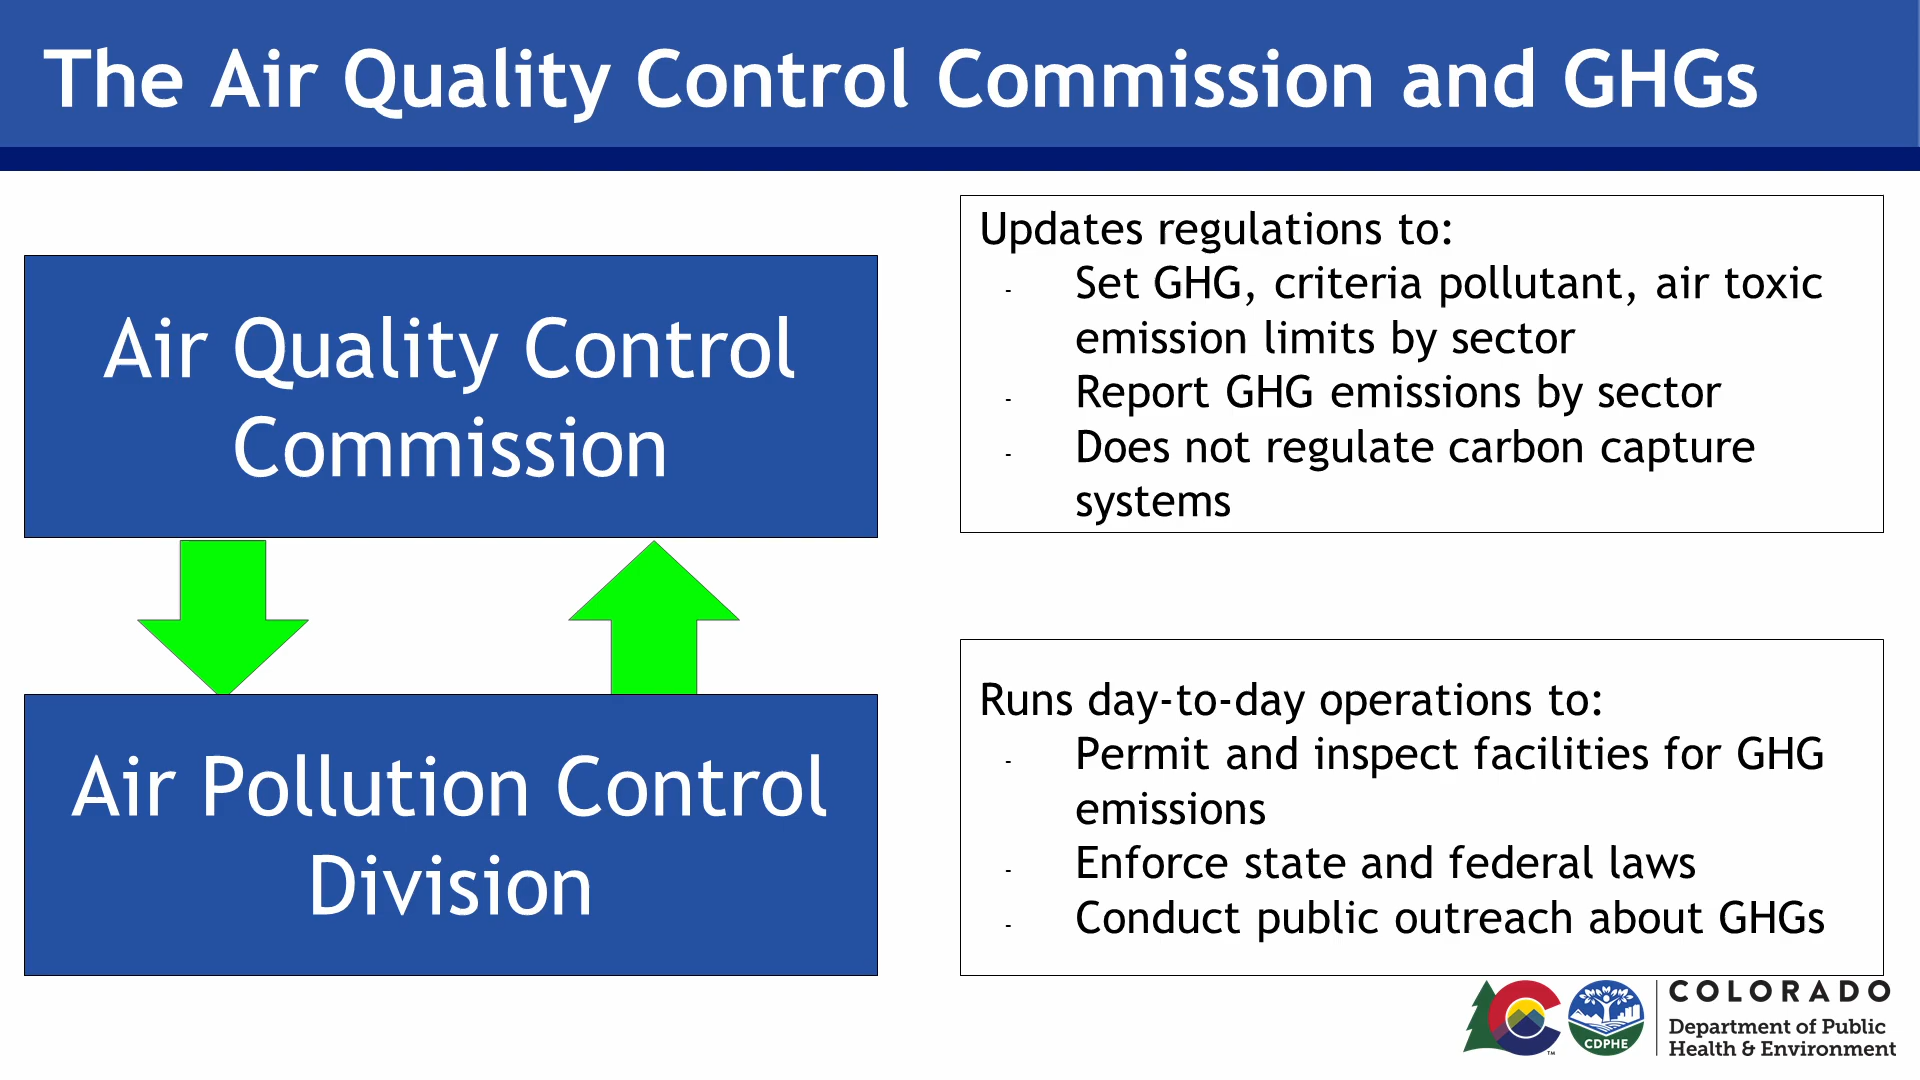 The Air Quality Control Commission and GHGs
Air Quality Control
Commission
Updates regulations to:
- Set GHG, criteria pollutant, air toxic
emission limits by sector
- Report GHG emissions by sector
- Does not regulate carbon capture
systems
Air Pollution Control
Division
Runs day-to-day operations to:
- Permit and inspect facilities for GHG
emissions
- Enforce state and federal laws
- Conduct public outreach about GHGs
TM
CDPHE
COLORADO
Department of Public
Health & Environment